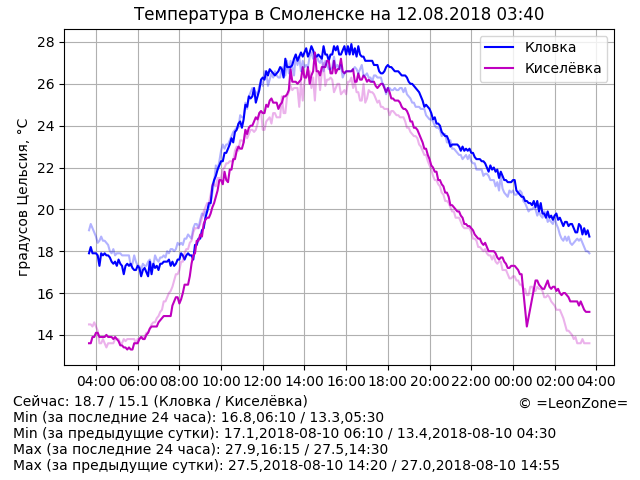 Температура в Смоленске на 12.08.2018 03:40
градусов Цельсия, °C
28
26
24
22
20
18
16
14
Кловка
Киселёвка
04:00 06:00 08:00 10:00 12:00 14:00 16:00 18:00 20:00 22:00 00:00 02:00 04:00
Сейчас: 18.7 / 15.1 (Кловка / Киселёвка)
© =LeonZone=
Min (за последние 24 часа): 16.8,06:10 / 13.3,05:30
Min (за предыдущие сутки): 17.1,2018-08-10 06:10 / 13.4,2018-08-10 04:30
Max (за последние 24 часа): 27.9,16:15 / 27.5,14:30
Max (за предыдущие сутки): 27.5,2018-08-10 14:20 / 27.0,2018-08-10 14:55